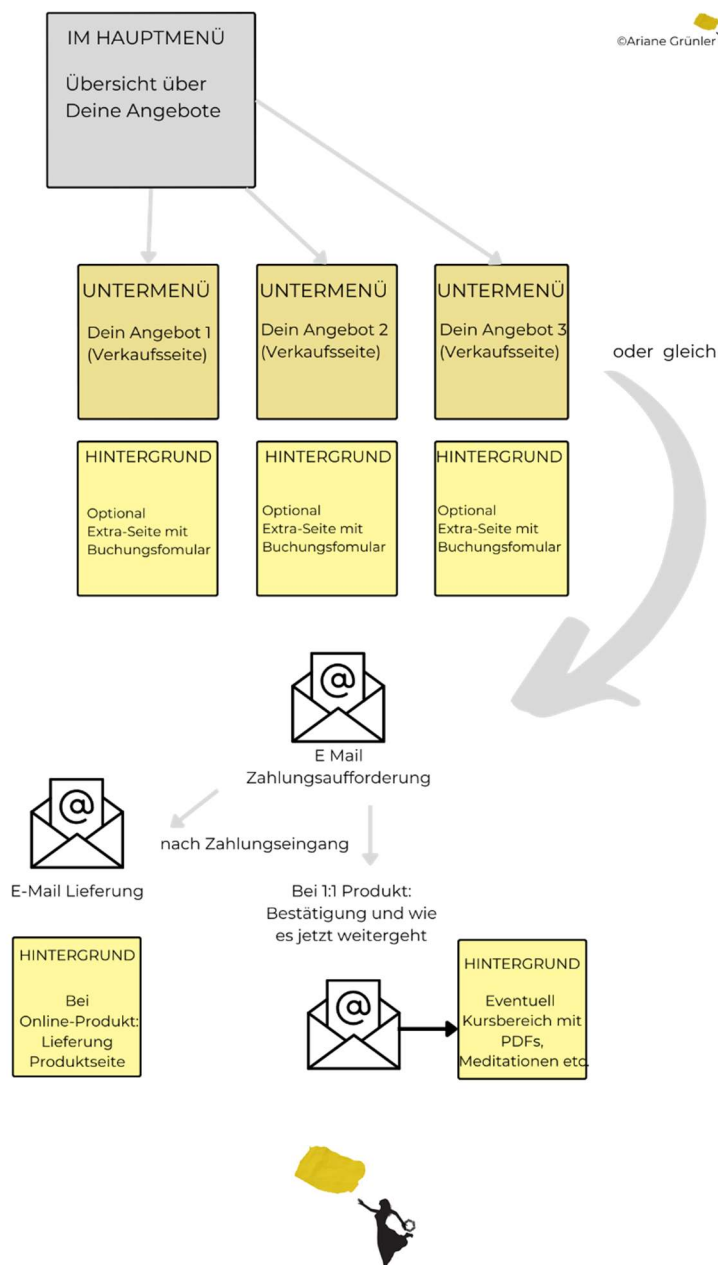 IM HAUPTMENÜ
Übersicht über
Deine Angebote
©Ariane Grünler
UNTERMENÜ
Dein Angebot 1
(Verkaufsseite)
UNTERMENÜ
Dein Angebot 2
(Verkaufsseite)
UNTERMENÜ
Dein Angebot 3
(Verkaufsseite)
oder gleich
HINTERGRUND
Optional
Extra-Seite mit
Buchungsfomular
HINTERGRUND
Optional
Extra-Seite mit
Buchungsfomular
HINTERGRUND
Optional
Extra-Seite mit
Buchungsfomular
@
E Mail
Zahlungsaufforderung
@
nach Zahlungseingang
E-Mail Lieferung
Bei 1:1 Produkt:
Bestätigung und wie
es jetzt weitergeht
HINTERGRUND
Bei
Online-Produkt:
Lieferung
Produktseite
@
HINTERGRUND
Eventuell
Kursbereich mit
PDFs,
Meditationen etc.